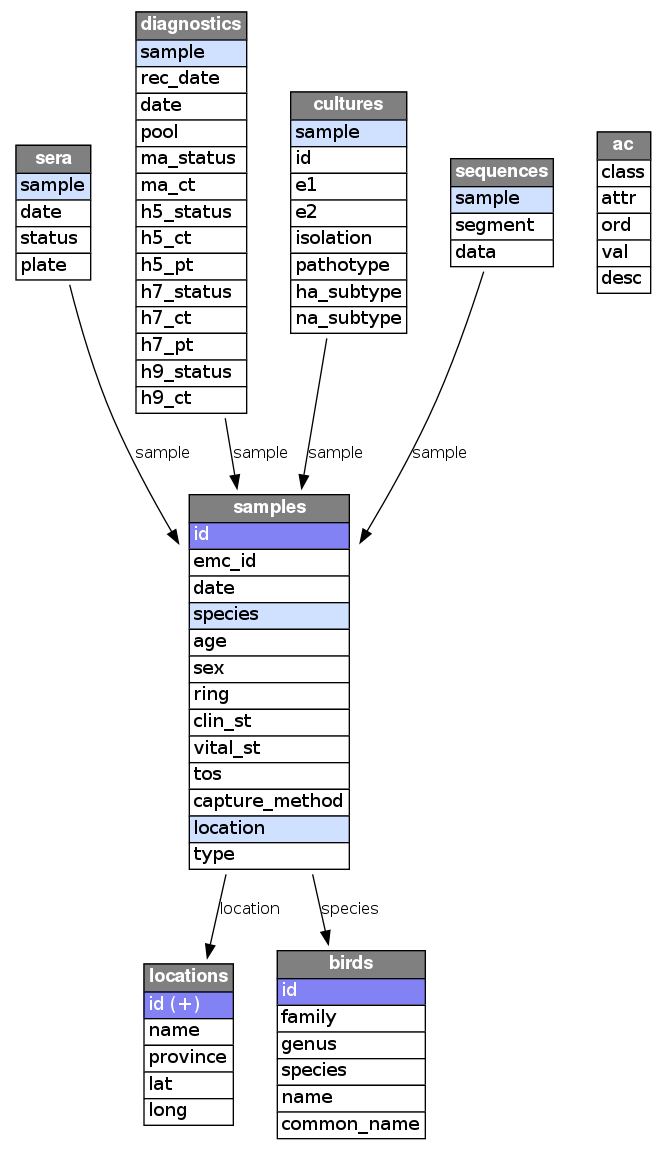 diagnostics
sample
rec_date
date
pool
ma_status
ma_ct
h5_status
h5_ct
h5_pt
h7_status
h7_ct
h7_pt
h9_status
h9_ct
cultures
sample
id
e1
e2
isolation
pathotype
ha_subtype
na_subtype
sera
sample
date
status
plate
sequences
sample
segment
data
ac
class
attr
ord
val
desc
sample
sample
sample
sample
samples
id
emc_id
date
species
age
sex
ring
clin_st
vital_st
tos
capture_method
location
type
location
species
locations
id (+)
name
province
lat
long
birds
id
family
genus
species
name
common_name